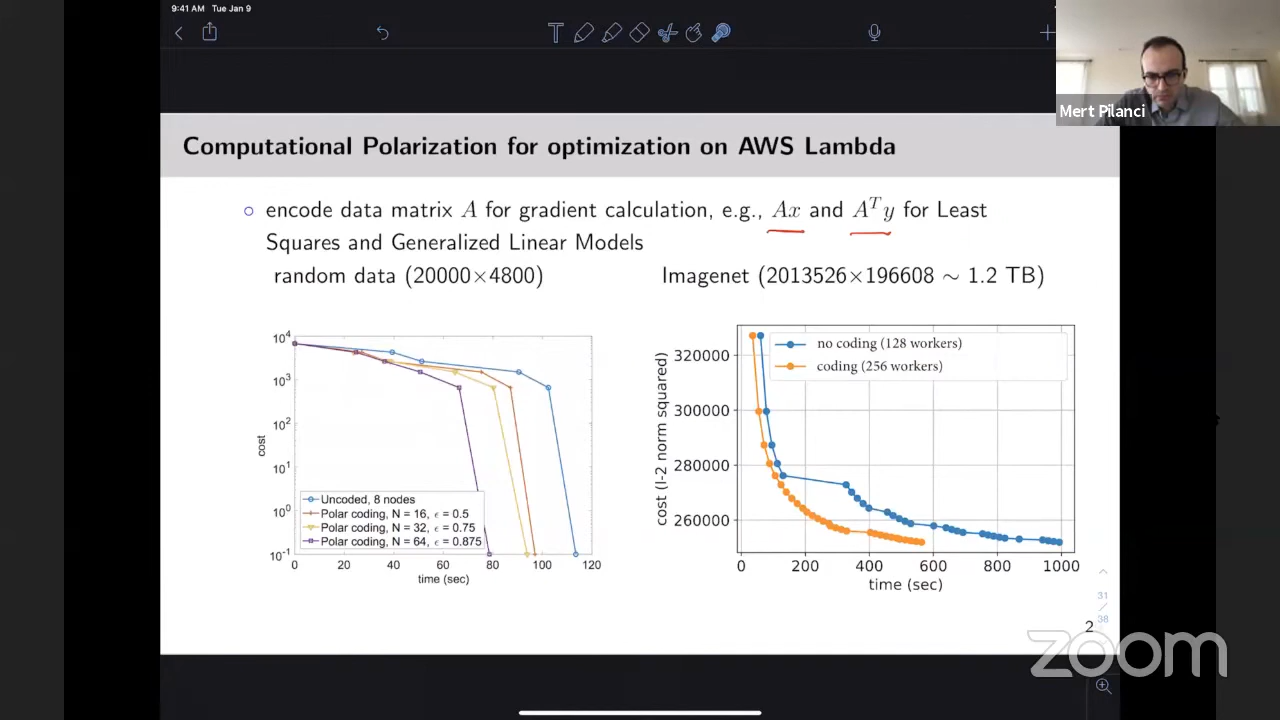 9:41 AM Tue Jan 9
Mert Pilanci
Computational Polarization for optimization on AWS Lambda
encode data matrix A for gradient calculation, e.g., Ax and A^T y for Least
Squares and Generalized Linear Models
random data (20000×4800)
Imagenet (2013526×196608 ∼ 1.2 TB)
10^4
10^3
10^2
10^1
10^0
10^-1
cost
Uncoded, 8 nodes
Polar coding, N = 16, ϵ = 0.5
Polar coding, N = 32, ϵ = 0.75
Polar coding, N = 64, ϵ = 0.875
0 20 40 60 80 100 120
time (sec)
320000
300000
280000
260000
cost (l-2 norm squared)
no coding (128 workers)
coding (256 workers)
0 200 400 600 800 1000
time (sec)
31
/
38
2
zoom